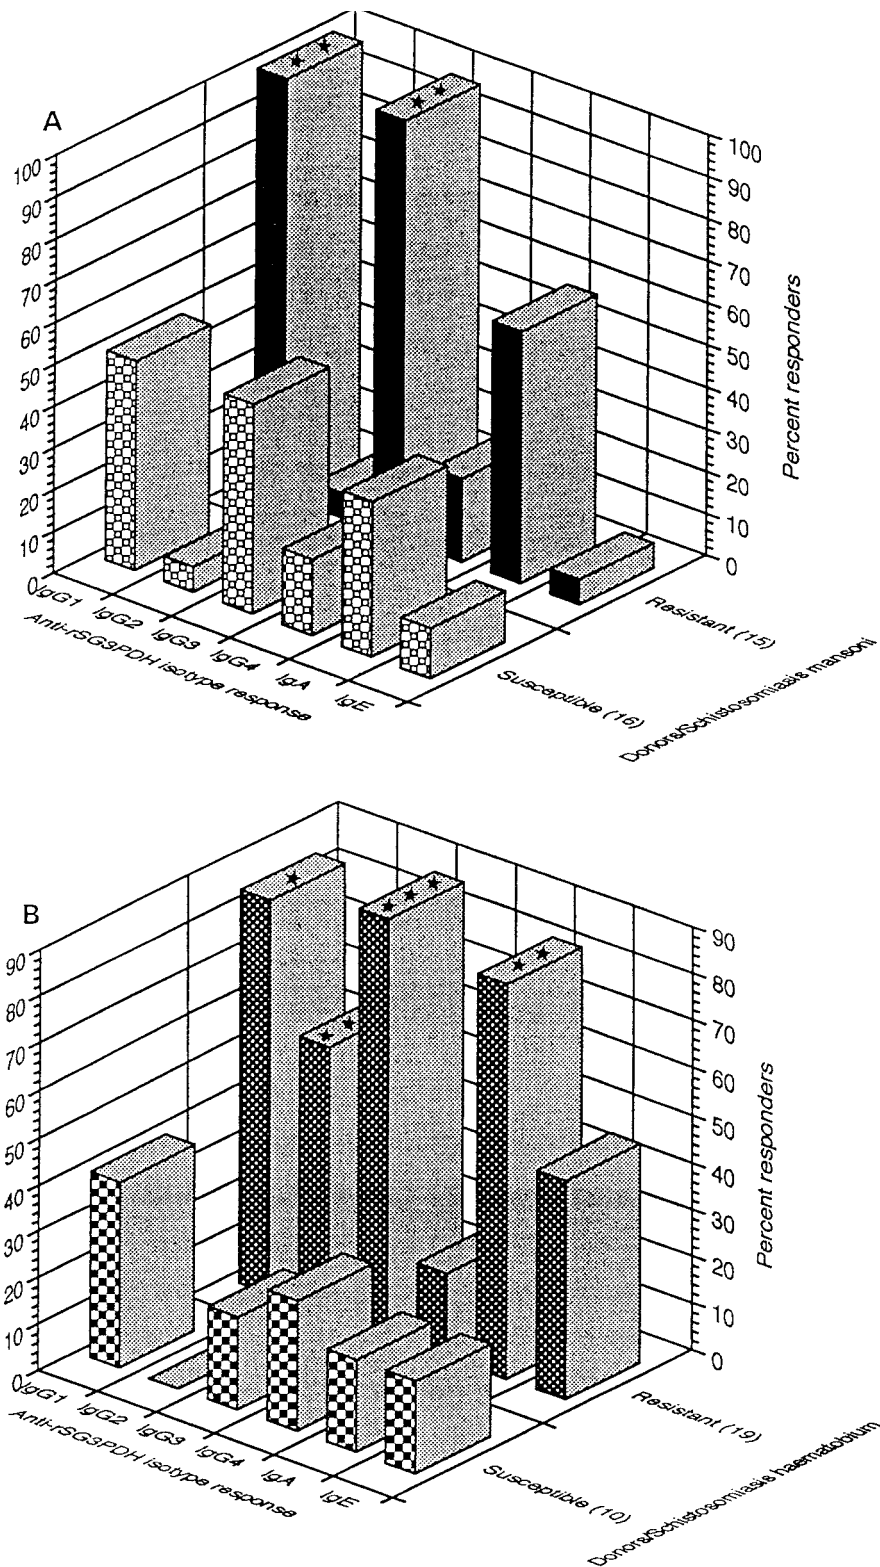 A
100
90
80
70
60
50
40
30
20
10
0
100
90
80
70
60
50
40
30
20
10
0
Percent responders
IgG1
IgG2
IgG3
IgG4
IgA
IgE
Anti-rSG3PDH isotype response
Resistant (15)
Susceptible (16)
Donors/Schistosomiasis mansoni
B
90
80
70
60
50
40
30
20
10
0
90
80
70
60
50
40
30
20
10
0
Percent responders
IgG1
IgG2
IgG3
IgG4
IgA
IgE
Anti-rSG3PDH isotype response
Resistant (19)
Susceptible (10)
Donors/Schistosomiasis haematobium